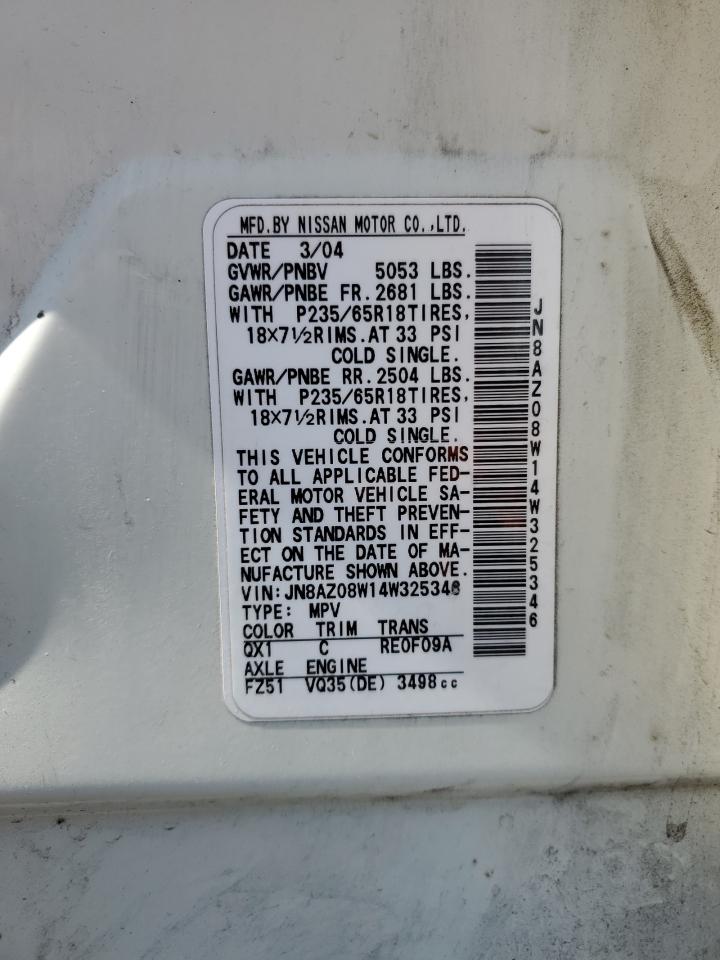 MFD.BY NISSAN MOTOR CO.,LTD.
DATE 3/04
GVWR/PNBV 5053 LBS.
GAWR/PNBE FR.2681 LBS.
WITH P235/65R18TIRES,
18×7½RIMS.AT 33 PSI
COLD SINGLE.
GAWR/PNBE RR.2504 LBS.
WITH P235/65R18TIRES,
18×7½RIMS.AT 33 PSI
COLD SINGLE.
THIS VEHICLE CONFORMS
TO ALL APPLICABLE FED-
ERAL MOTOR VEHICLE SA-
FETY AND THEFT PREVEN-
TION STANDARDS IN EFF-
ECT ON THE DATE OF MA-
NUFACTURE SHOWN ABOVE.
VIN:JN8AZ08W14W325346
TYPE: MPV
COLOR TRIM TRANS
QX1 C RE0F09A
AXLE ENGINE
FZ51 VQ35(DE) 3498cc
JN8AZ08W14W325346